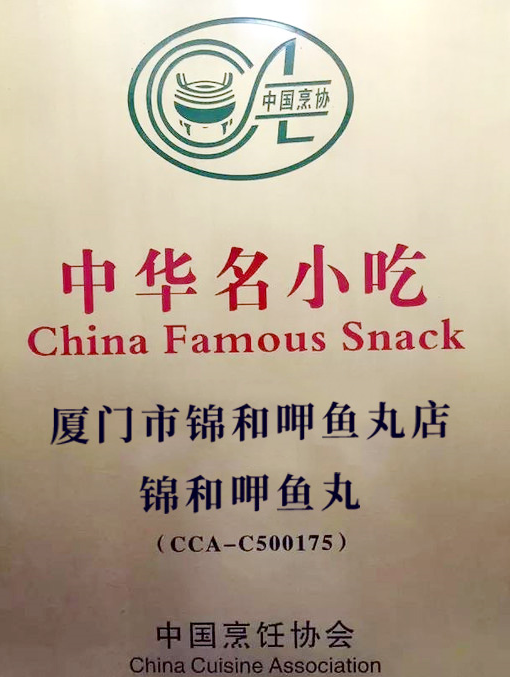 中国烹协
中华名小吃
China Famous Snack
厦门市锦和呷鱼丸店
锦和呷鱼丸
（CCA-C500175）
中国烹饪协会
China Cuisine Association